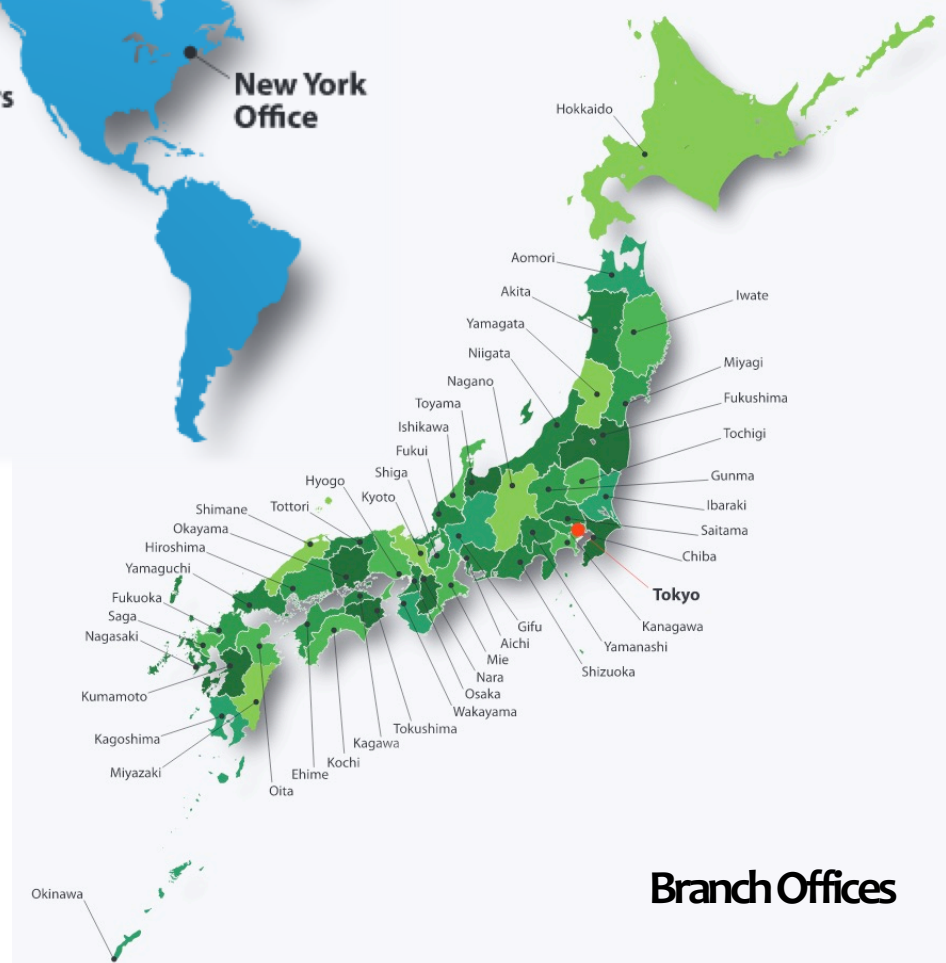 New York
Office
Hokkaido
Aomori
Akita
Iwate
Yamagata
Niigata
Miyagi
Nagano
Fukushima
Toyama
Ishikawa
Tochigi
Fukui
Shiga
Gunma
Hyogo
Kyoto
Ibaraki
Shimane
Tottori
Okayama
Saitama
Hiroshima
Chiba
Yamaguchi
Tokyo
Fukuoka
Saga
Kanagawa
Nagasaki
Gifu
Aichi
Yamanashi
Mie
Shizuoka
Nara
Kumamoto
Osaka
Wakayama
Tokushima
Kagoshima
Kagawa
Kochi
Miyazaki
Ehime
Oita
Okinawa
Branch Offices